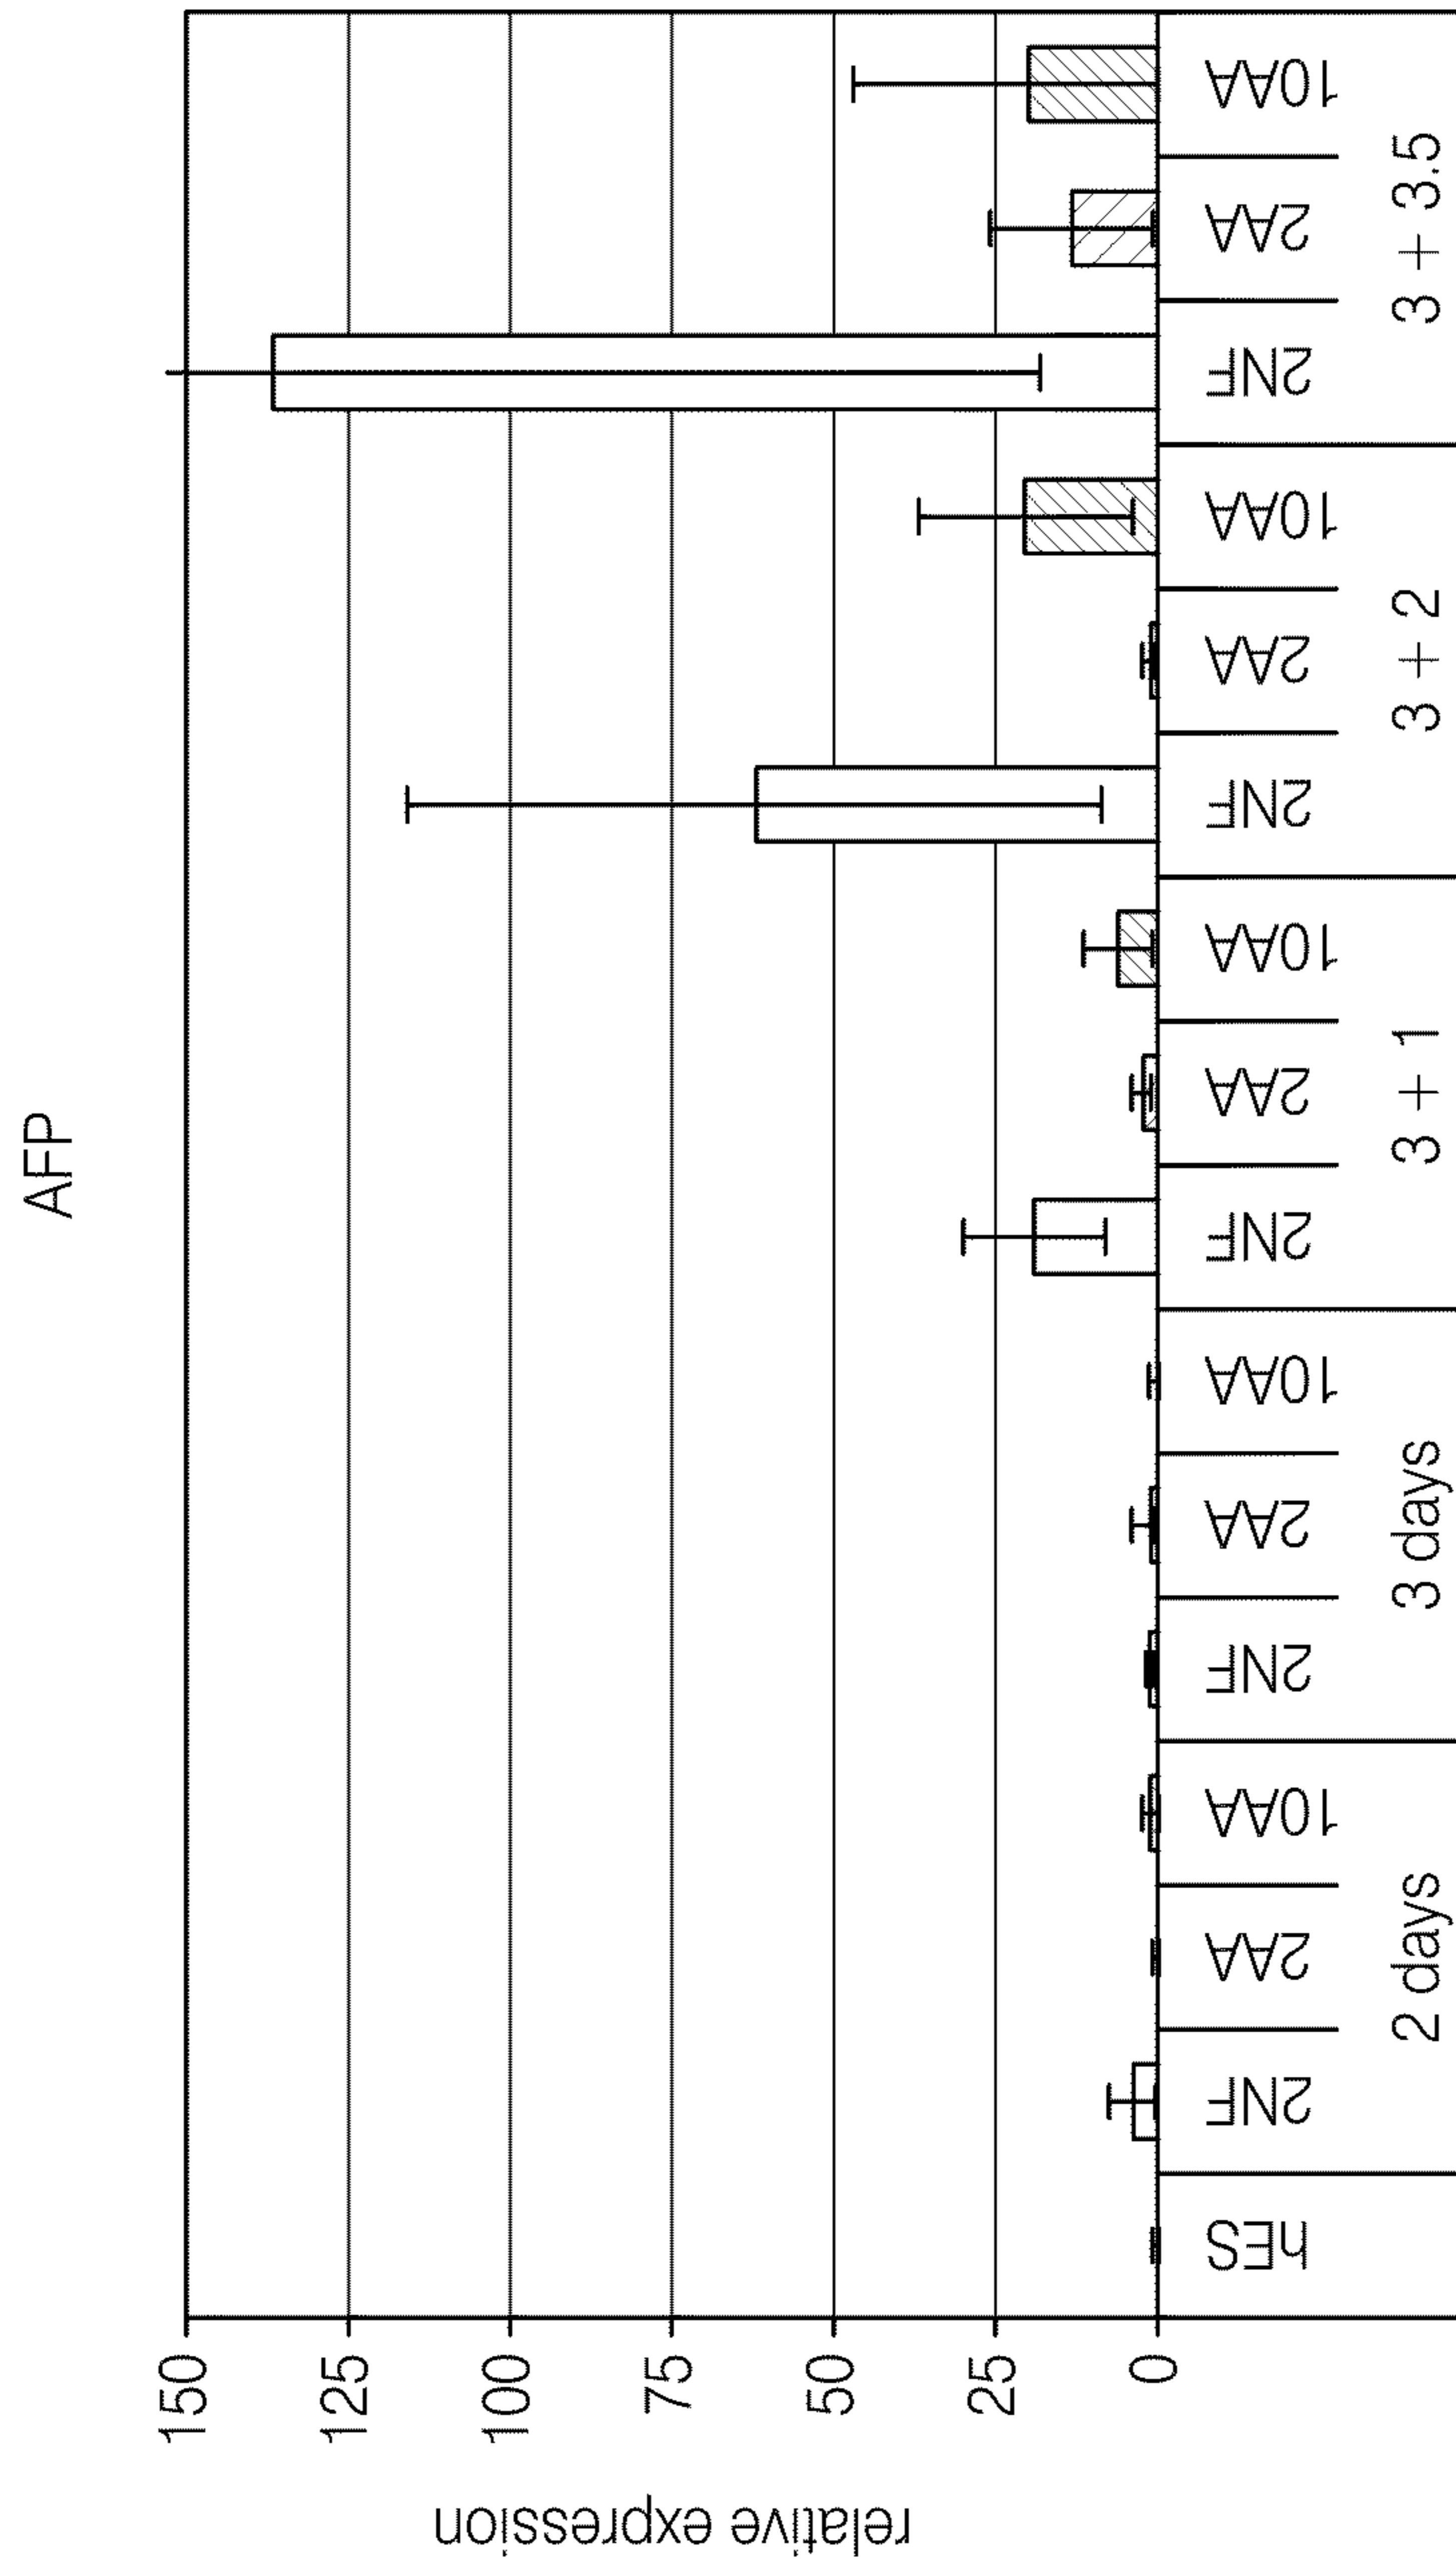 AFP
relative expression
150
125
100
75
50
25
0
hES 2NF 2AA 10AA 2NF 2AA 10AA 2NF 2AA 10AA 2NF 2AA 10AA 2NF 2AA 10AA
2 days 3 days 3 + 1 3 + 2 3 + 3.5